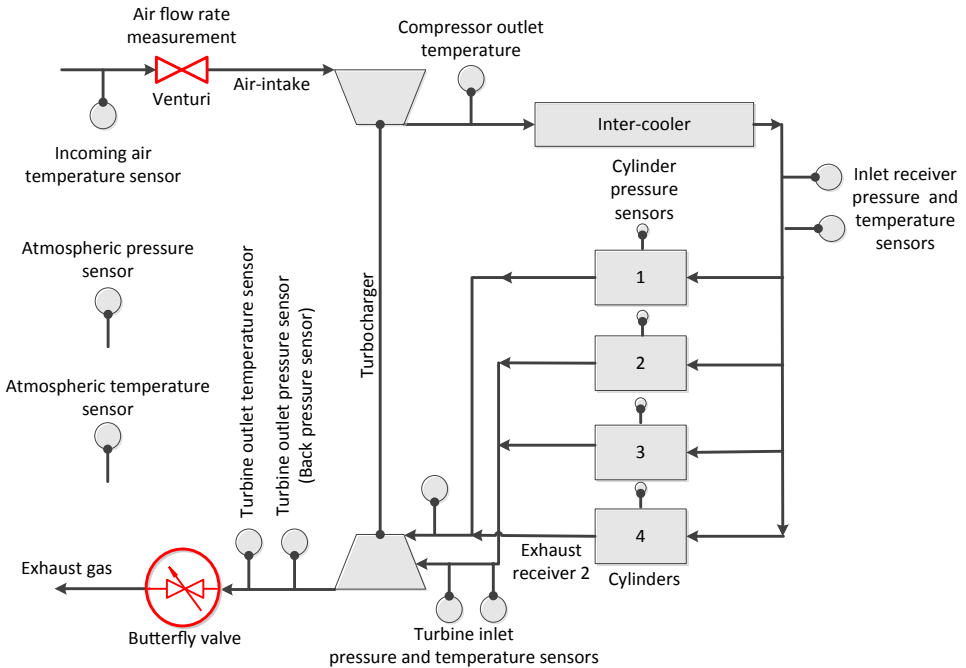 Air flow rate
measurement
Venturi
Air-intake
Compressor outlet
temperature
Inter-cooler
Incoming air
temperature sensor
Cylinder
pressure
sensors
Inlet receiver
pressure and
temperature
sensors
Atmospheric pressure
sensor
Atmospheric temperature
sensor
Turbine outlet temperature sensor
Turbine outlet pressure sensor
(Back pressure sensor)
Turbocharger
1
2
3
4
Exhaust
receiver 2
Cylinders
Exhaust gas
Butterfly valve
Turbine inlet
pressure and temperature sensors